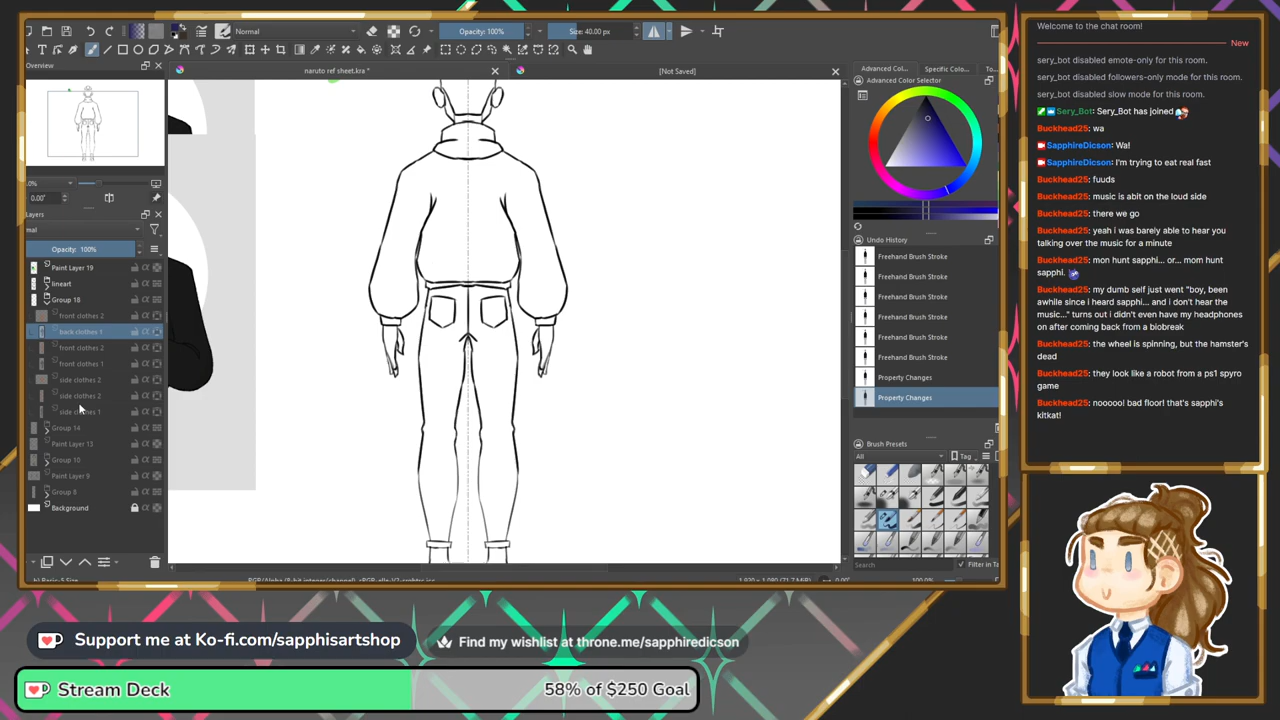 Normal
Opacity: 100%
Size: 40.00 px
Overview
naruto ref sheet.kra *
[Not Saved]
Advanced Col...
Specific Colo...
To...
Advanced Color Selector
0.00°
Layers
Opacity: 100%
Paint Layer 19
lineart
Group 18
front clothes 2
back clothes 1
front clothes 2
front clothes 1
side clothes 2
side clothes 2
side clothes 1
Group 14
Paint Layer 13
Group 10
Paint Layer 9
Group 8
Background
Undo History
Freehand Brush Stroke
Freehand Brush Stroke
Freehand Brush Stroke
Freehand Brush Stroke
Freehand Brush Stroke
Freehand Brush Stroke
Property Changes
Property Changes
Brush Presets
All
Tag
Search
Filter in Ta
Welcome to the chat room!
New
sery_bot disabled emote-only for this room.
sery_bot disabled followers-only mode for this room.
sery_bot disabled slow mode for this room.
Sery_Bot: Sery_Bot has joined
Buckhead25: wa
SapphireDicson: Wa!
SapphireDicson: I'm trying to eat real fast
Buckhead25: fuuds
Buckhead25: music is abit on the loud side
Buckhead25: there we go
Buckhead25: yeah i was barely able to hear you
talking over the music for a minute
Buckhead25: mon hunt sapphi... or... mom hunt
sapphi.
Buckhead25: my dumb self just went "boy, been
awhile since i heard sapphi... and i don't hear the
music..." turns out i didn't even have my headphones
on after coming back from a biobreak
Buckhead25: the wheel is spinning, but the hamster's
dead
Buckhead25: they look like a robot from a ps1 spyro
game
Buckhead25: noooool bad floor! that's sapphi's
kitkat!
Support me at Ko-fi.com/sapphisartshop
Find my wishlist at throne.me/sapphiredicson
Stream Deck
58% of $250 Goal